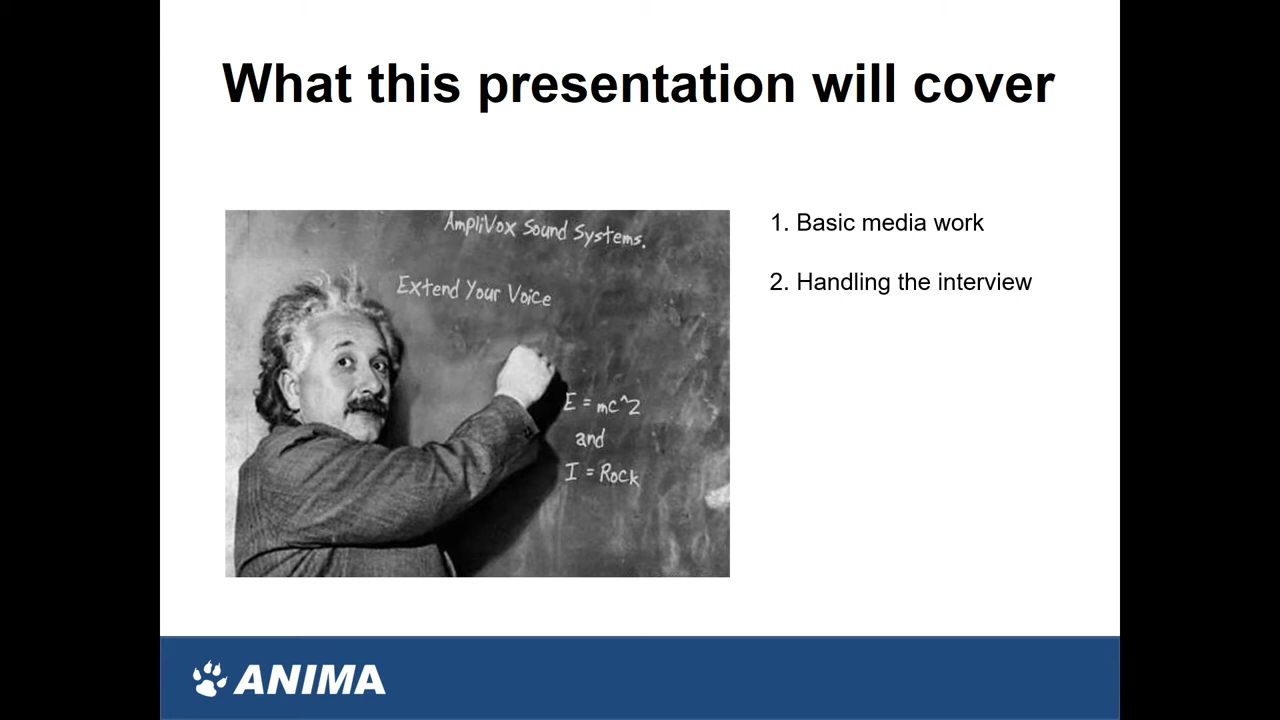 What this presentation will cover
AmpliVox Sound Systems.
Extend Your Voice
E = mc^2
and
I = Rock
1. Basic media work
2. Handling the interview
ANIMA